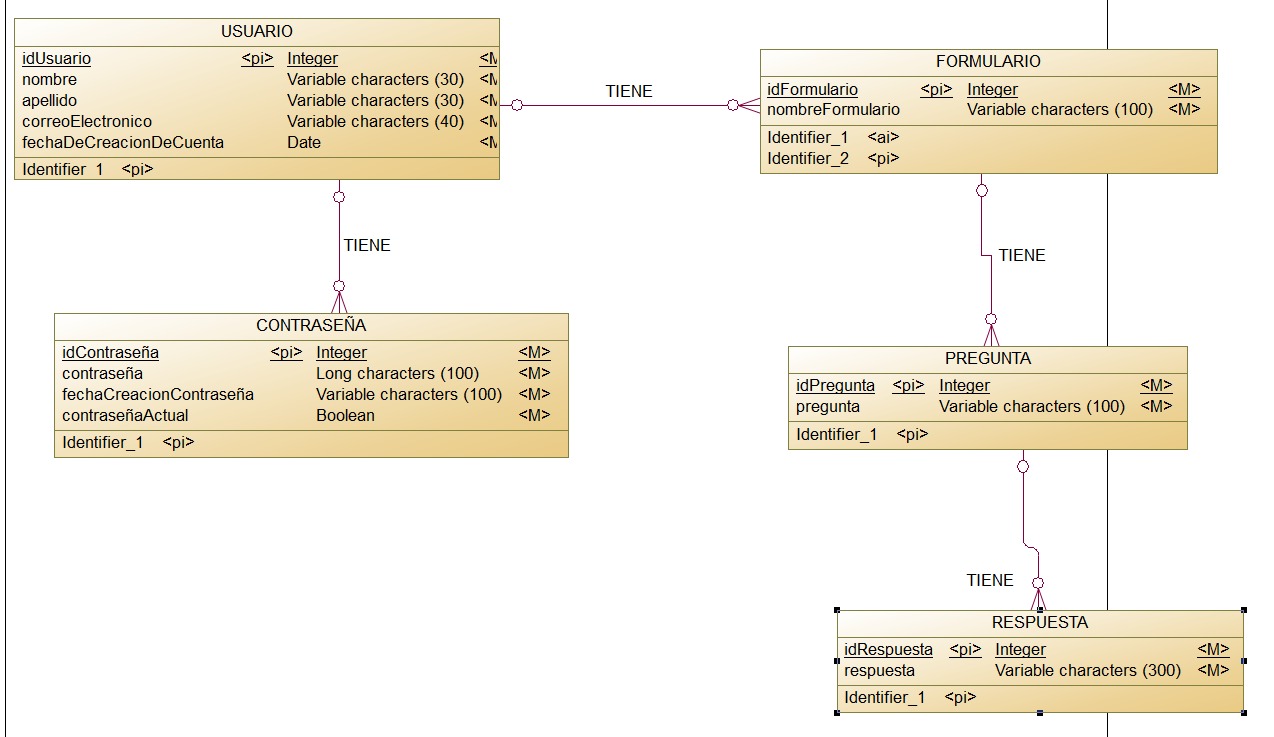 USUARIO
idUsuario <pi> Integer <M
nombre Variable characters (30) <M
apellido Variable characters (30) <M
correoElectronico Variable characters (40) <M
fechaDeCreacionDeCuenta Date <M
Identifier_1 <pi>
TIENE
FORMULARIO
idFormulario <pi> Integer <M>
nombreFormulario Variable characters (100) <M>
Identifier_1 <ai>
Identifier_2 <pi>
TIENE
TIENE
CONTRASEÑA
idContraseña <pi> Integer <M>
contraseña Long characters (100) <M>
fechaCreacionContraseña Variable characters (100) <M>
contraseñaActual Boolean <M>
Identifier_1 <pi>
PREGUNTA
idPregunta <pi> Integer <M>
pregunta Variable characters (100) <M>
Identifier_1 <pi>
TIENE
RESPUESTA
idRespuesta <pi> Integer <M>
respuesta Variable characters (300) <M>
Identifier_1 <pi>